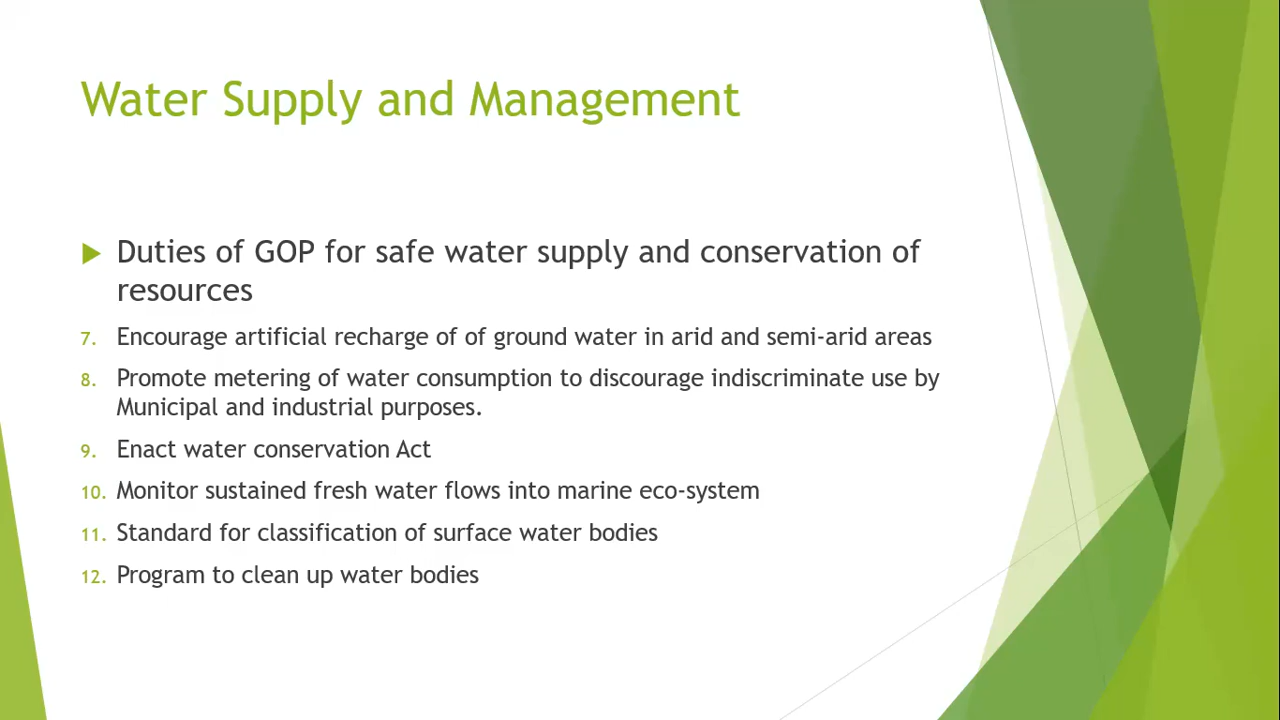 Water Supply and Management
Duties of GOP for safe water supply and conservation of
resources
7. Encourage artificial recharge of of ground water in arid and semi-arid areas
8. Promote metering of water consumption to discourage indiscriminate use by
Municipal and industrial purposes.
9. Enact water conservation Act
10. Monitor sustained fresh water flows into marine eco-system
11. Standard for classification of surface water bodies
12. Program to clean up water bodies